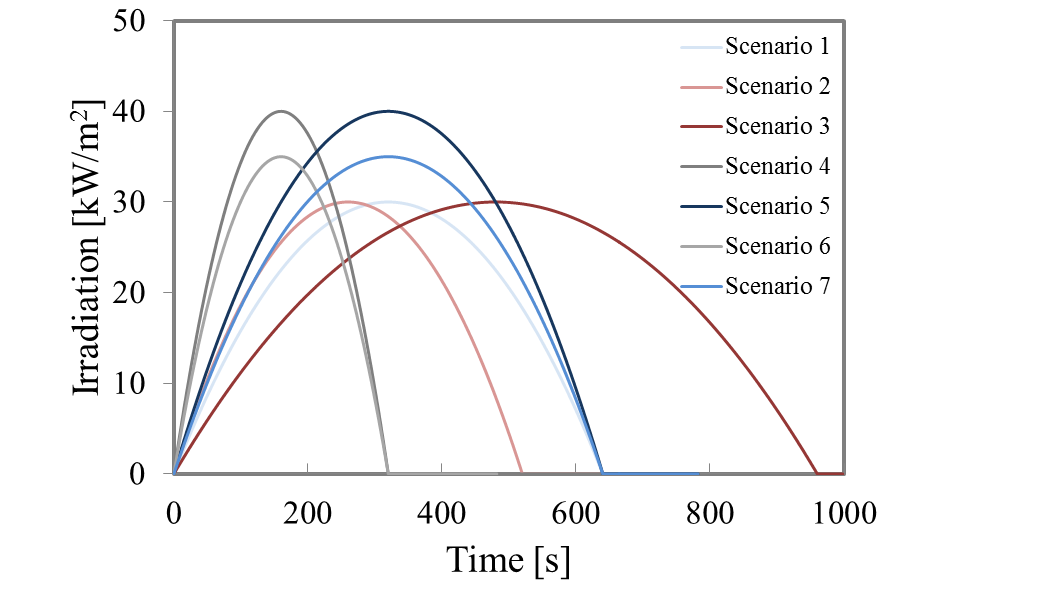 50
40
30
20
10
0
Irradiation [kW/m²]
0 200 400 600 800 1000
Time [s]
Scenario 1
Scenario 2
Scenario 3
Scenario 4
Scenario 5
Scenario 6
Scenario 7